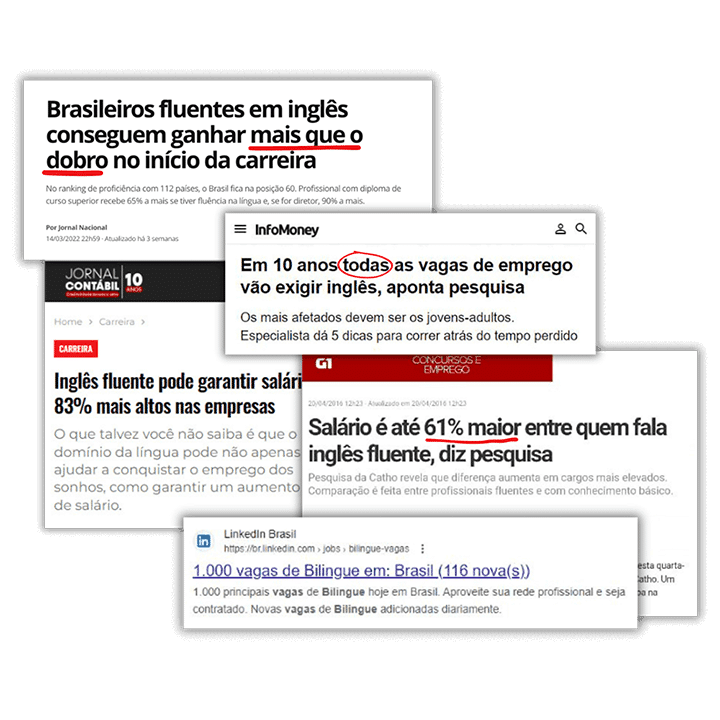 Brasileiros fluentes em inglês
conseguem ganhar mais que o
dobro no início da carreira
No ranking de proficiência com 112 países, o Brasil fica na posição 60. Profissional com diploma de
curso superior recebe 65% a mais se tiver fluência na língua e, se for diretor, 90% a mais.
Por Jornal Nacional
14/03/2022 22h59 · Atualizado há 3 semanas
InfoMoney
Em 10 anos todas as vagas de emprego
vão exigir inglês, aponta pesquisa
Os mais afetados devem ser os jovens-adultos.
Especialista dá 5 dicas para correr atrás do tempo perdido
JORNAL
CONTÁBIL
10
ANOS
Home > Carreira >
CARREIRA
Inglês fluente pode garantir salári
83% mais altos nas empresas
O que talvez você não saiba é que o
domínio da língua pode não apenas
ajudar a conquistar o emprego dos
sonhos, como garantir um aumento
de salário.
G1
CONCURSOS E
EMPREGO
20/04/2016 12h23 - Atualizado em 20/04/2016 12h23
Salário é até 61% maior entre quem fala
inglês fluente, diz pesquisa
Pesquisa da Catho revela que diferença aumenta em cargos mais elevados.
Comparação é feita entre profissionais fluentes e com conhecimento básico.
esta quarta-
Catho. Um
na
in
LinkedIn Brasil
https://br.linkedin.com › jobs › bilingue-vagas
1.000 vagas de Bilingue em: Brasil (116 nova(s))
1.000 principais vagas de Bilingue hoje em Brasil. Aproveite sua rede profissional e seja
contratado. Novas vagas de Bilingue adicionadas diariamente.